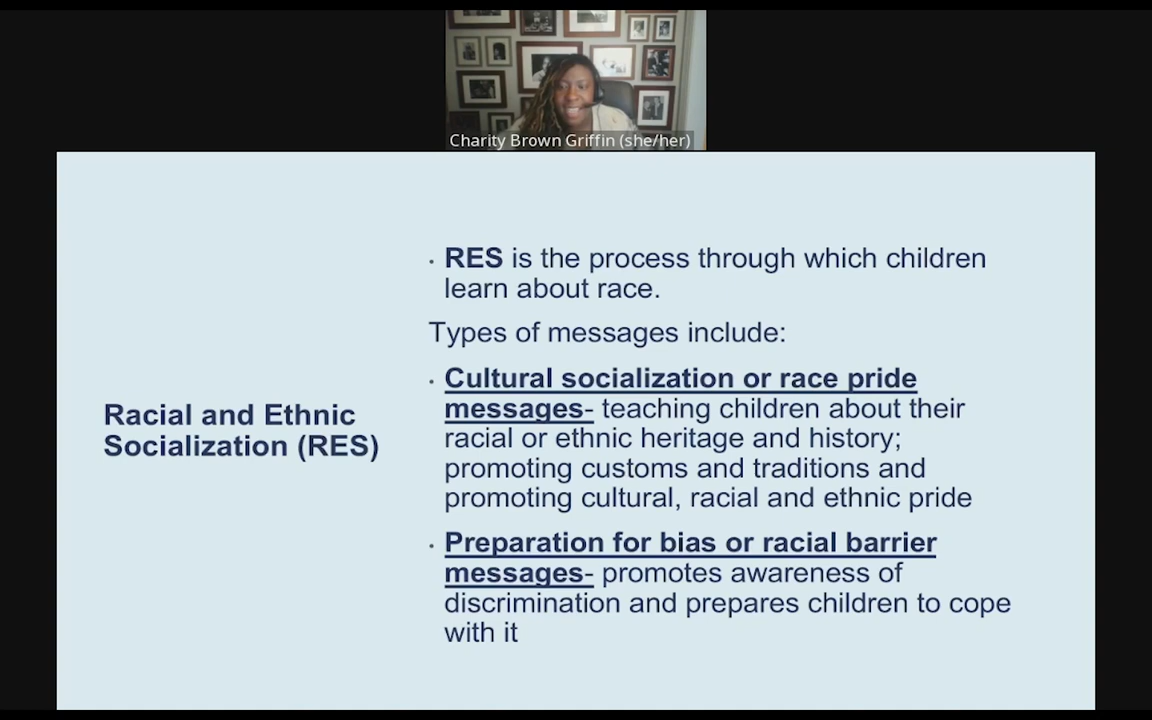 Charity Brown Griffin (she/her)
Racial and Ethnic
Socialization (RES)
· RES is the process through which children
learn about race.
Types of messages include:
· Cultural socialization or race pride
messages- teaching children about their
racial or ethnic heritage and history;
promoting customs and traditions and
promoting cultural, racial and ethnic pride
· Preparation for bias or racial barrier
messages- promotes awareness of
discrimination and prepares children to cope
with it